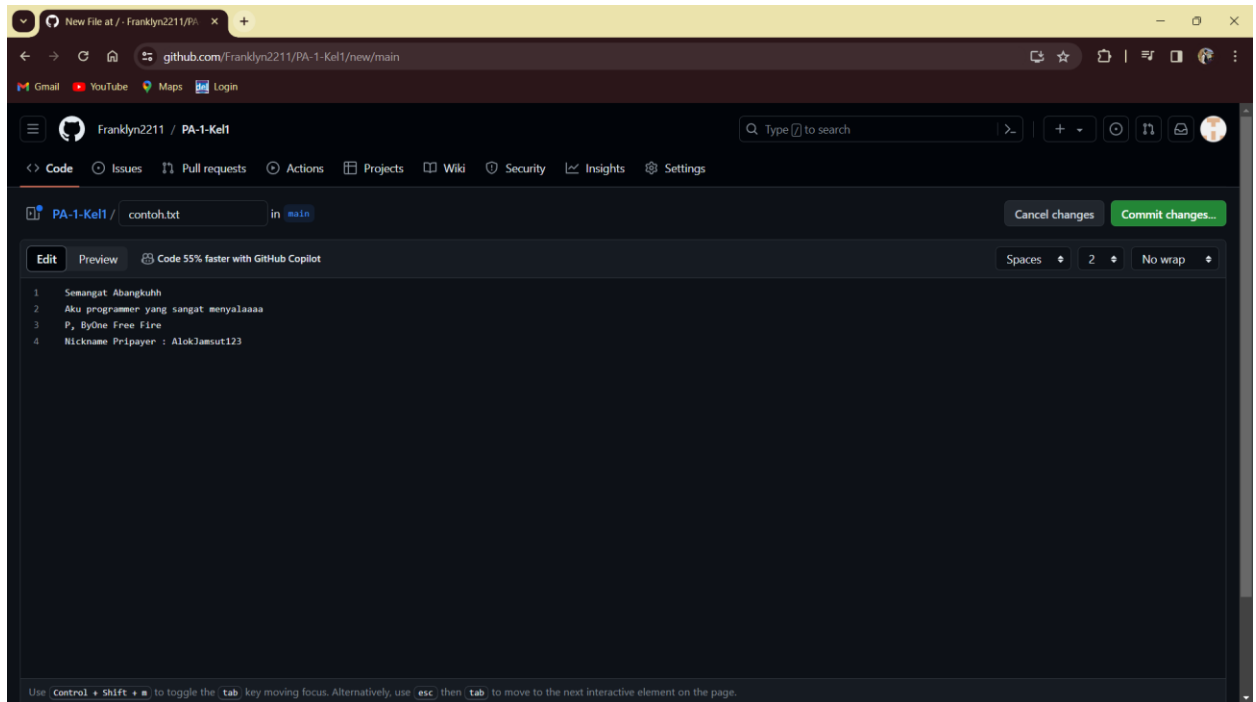 New File at / · Franklyn2211/PA
github.com/Franklyn2211/PA-1-Kel1/new/main
Gmail YouTube Maps del Login
Franklyn2211 / PA-1-Kel1 Type / to search
<> Code Issues Pull requests Actions Projects Wiki Security Insights Settings
PA-1-Kel1 / contoh.txt in main Cancel changes Commit changes...
Edit Preview Code 55% faster with GitHub Copilot Spaces 2 No wrap
1 Semangat Abangkuhh
2 Aku programmer yang sangat menyalaaaa
3 P, ByOne Free Fire
4 Nickname Pripayer : AlokJamsut123
Use Control + Shift + m to toggle the tab key moving focus. Alternatively, use esc then tab to move to the next interactive element on the page.